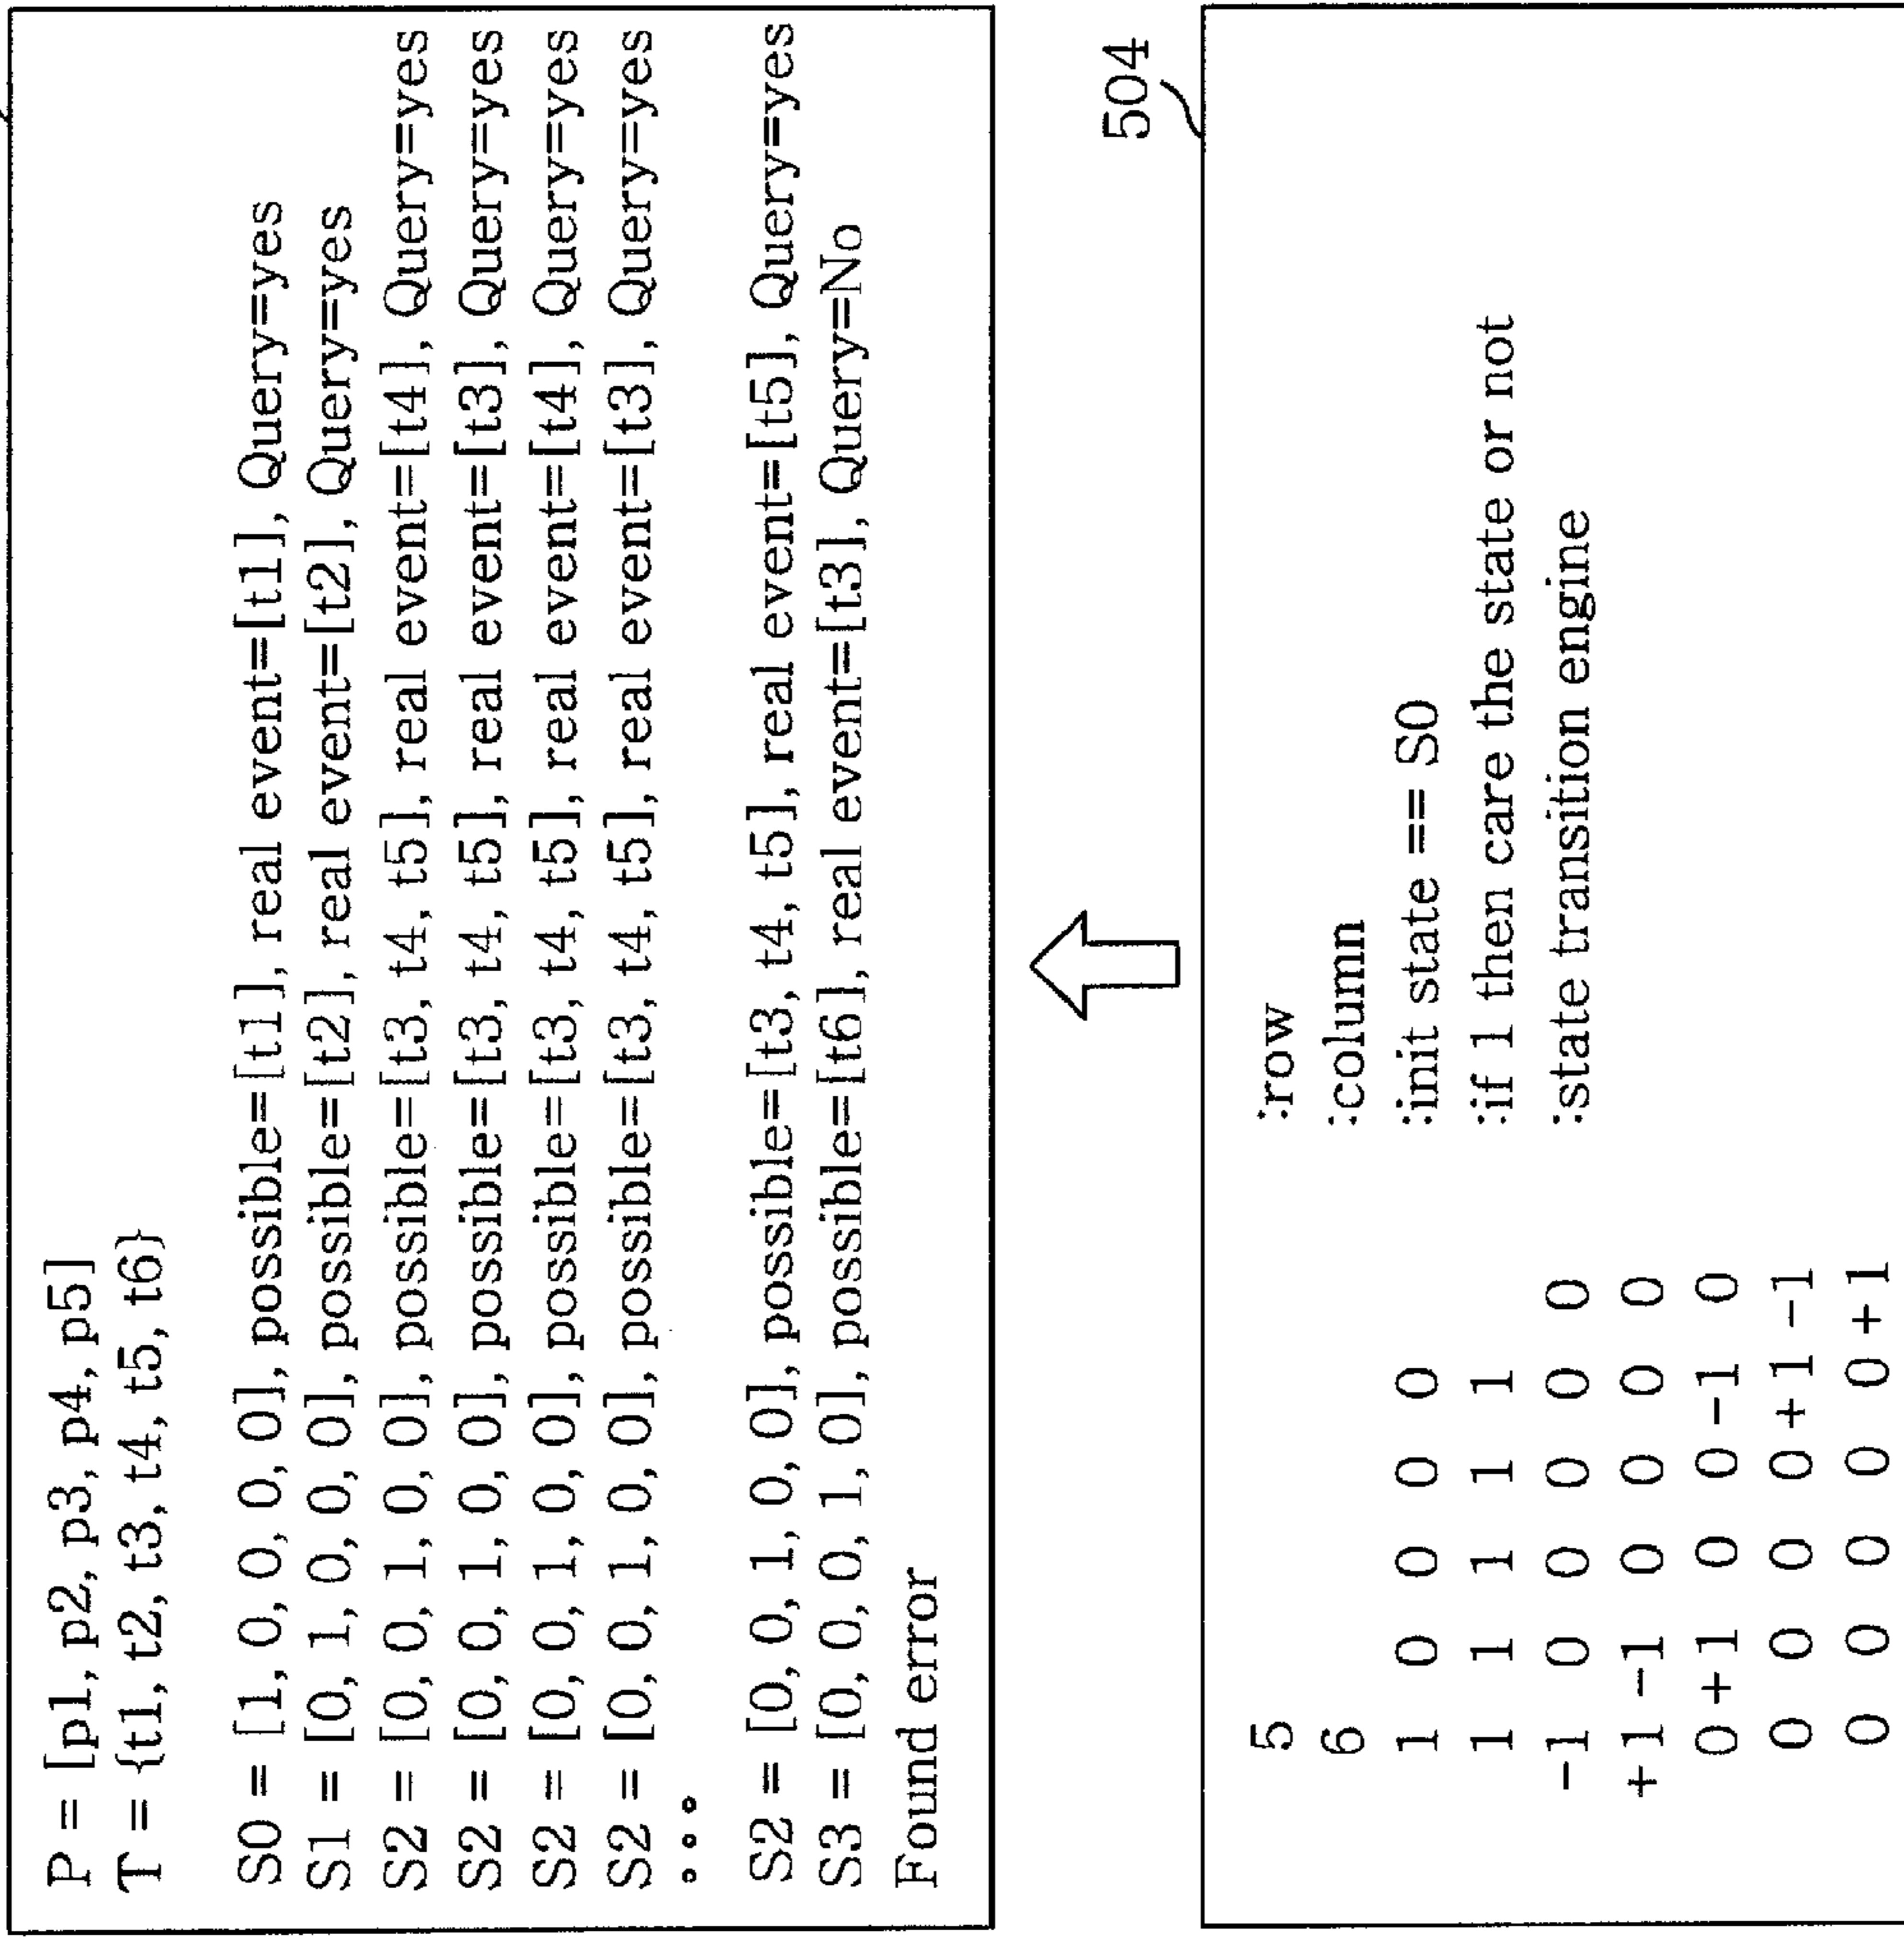 P = [p1, p2, p3, p4, p5]
T = {t1, t2, t3, t4, t5, t6}
S0 = [1, 0, 0, 0, 0], possible=[t1], real event=[t1], Query=yes
S1 = [0, 1, 0, 0, 0], possible=[t2], real event=[t2], Query=yes
S2 = [0, 0, 1, 0, 0], possible=[t3, t4, t5], real event=[t4], Query=yes
S2 = [0, 0, 1, 0, 0], possible=[t3, t4, t5], real event=[t3], Query=yes
S2 = [0, 0, 1, 0, 0], possible=[t3, t4, t5], real event=[t4], Query=yes
S2 = [0, 0, 1, 0, 0], possible=[t3, t4, t5], real event=[t3], Query=yes
∘∘∘
S2 = [0, 0, 1, 0, 0], possible=[t3, t4, t5], real event=[t5], Query=yes
S3 = [0, 0, 0, 1, 0], possible=[t6], real event=[t3], Query=No
Found error
504
5 :row
6 :column
1 0 0 0 0 :init state == S0
1 1 1 1 1 :if 1 then care the state or not
-1 0 0 0 0 0 :state transition engine
+1 -1 0 0 0 0
0 +1 0 0 -1 0
0 0 0 0 +1 -1
0 0 0 0 0 +1